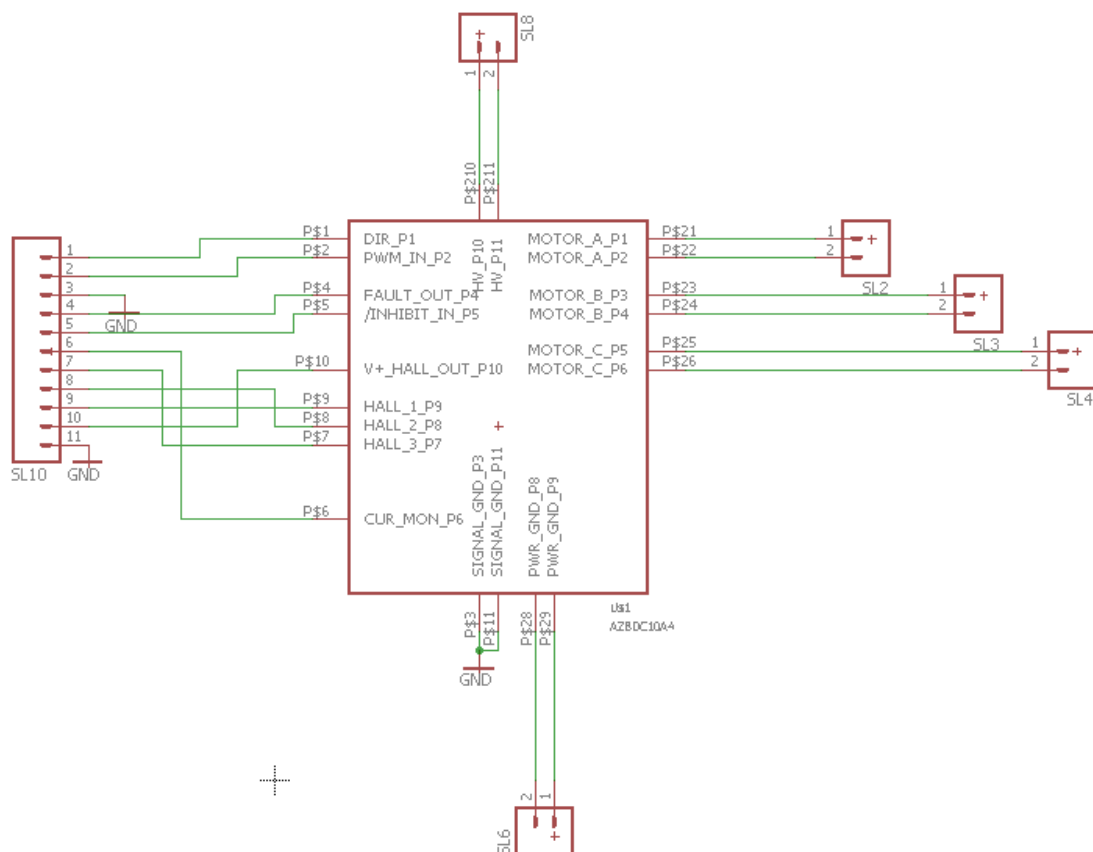 SL8
1
2
P$210
P$211
HV_P10
HV_P11
1
2
3
4
5
6
7
8
9
10
11
SL10
GND
GND
P$1
P$2
P$4
P$5
P$10
P$9
P$8
P$7
P$6
DIR_P1
PWM_IN_P2
FAULT_OUT_P4
/INHIBIT_IN_P5
V+_HALL_OUT_P10
HALL_1_P9
HALL_2_P8
HALL_3_P7
CUR_MON_P6
MOTOR_A_P1
MOTOR_A_P2
MOTOR_B_P3
MOTOR_B_P4
MOTOR_C_P5
MOTOR_C_P6
P$21
P$22
P$23
P$24
P$25
P$26
1
2
SL2
1
2
SL3
1
2
SL4
SIGNAL_GND_P3
SIGNAL_GND_P11
PWR_GND_P8
PWR_GND_P9
P$3
P$11
P$28
P$29
GND
U$1
AZBDC10A4
2
1
SL6